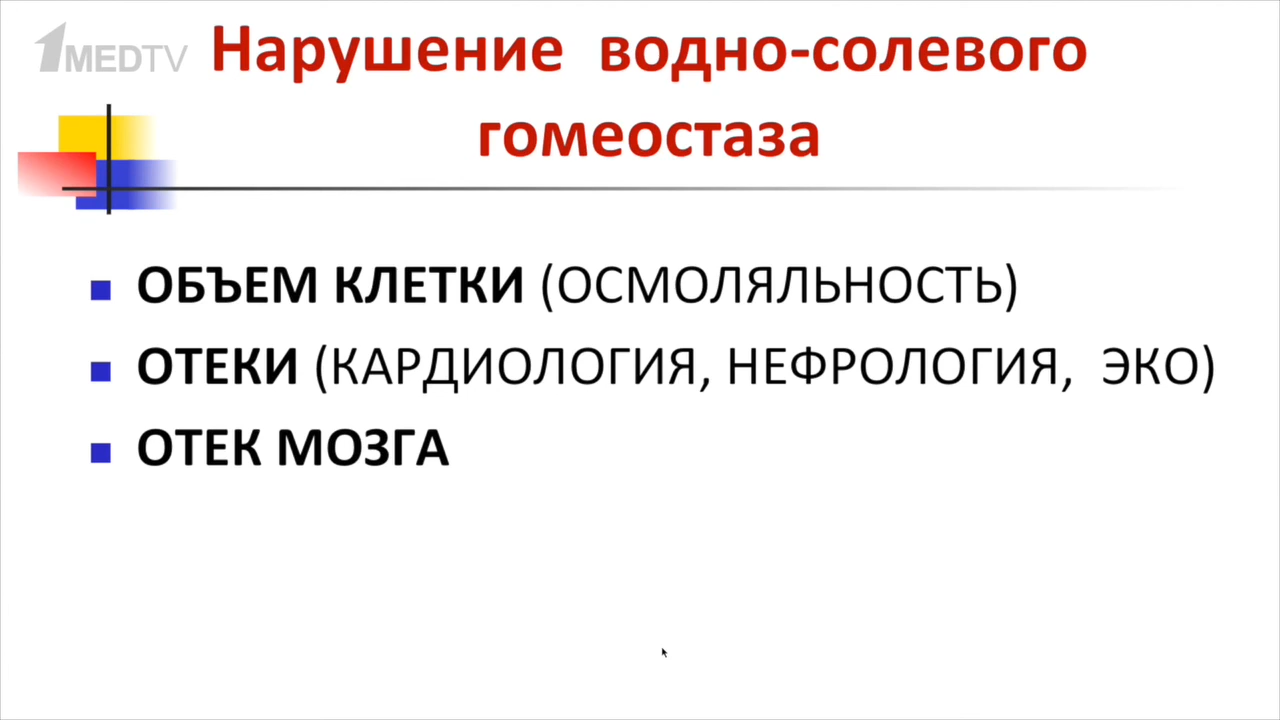 1MEDTV
Нарушение водно-солевого
гомеостаза
ОБЪЕМ КЛЕТКИ (ОСМОЛЯЛЬНОСТЬ)
ОТЕКИ (КАРДИОЛОГИЯ, НЕФРОЛОГИЯ, ЭКО)
ОТЕК МОЗГА